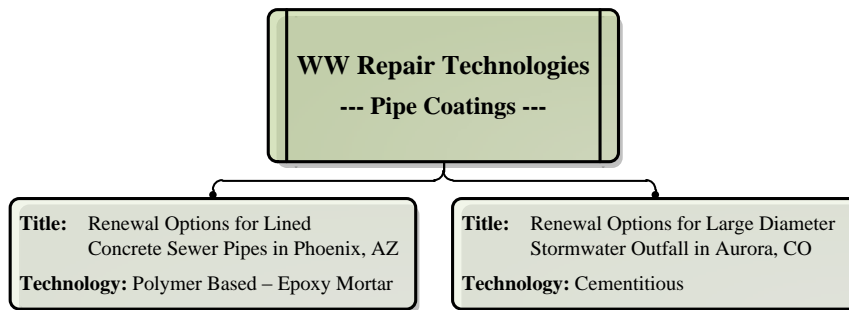 WW Repair Technologies
--- Pipe Coatings ---
Title: Renewal Options for Lined
Concrete Sewer Pipes in Phoenix, AZ
Technology: Polymer Based – Epoxy Mortar
Title: Renewal Options for Large Diameter
Stormwater Outfall in Aurora, CO
Technology: Cementitious